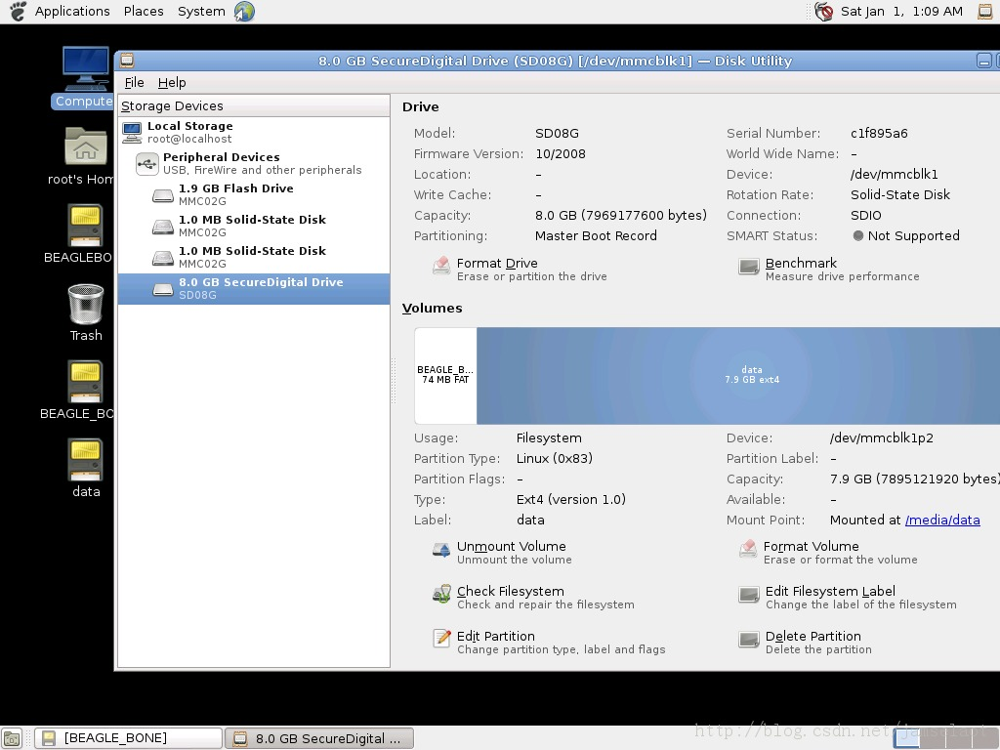 Applications Places System Sat Jan 1, 1:09 AM
8.0 GB SecureDigital Drive (SD08G) [/dev/mmcblk1] — Disk Utility
File Help
Compute
root's Hom
BEAGLEBO
Trash
BEAGLE_BO
data
Storage Devices
Local Storage
root@localhost
Peripheral Devices
USB, FireWire and other peripherals
1.9 GB Flash Drive
MMC02G
1.0 MB Solid-State Disk
MMC02G
1.0 MB Solid-State Disk
MMC02G
8.0 GB SecureDigital Drive
SD08G
Drive
Model: SD08G Serial Number: c1f895a6
Firmware Version: 10/2008 World Wide Name: –
Location: – Device: /dev/mmcblk1
Write Cache: – Rotation Rate: Solid-State Disk
Capacity: 8.0 GB (7969177600 bytes) Connection: SDIO
Partitioning: Master Boot Record SMART Status: Not Supported
Format Drive Benchmark
Erase or partition the drive Measure drive performance
Volumes
BEAGLE_B...
74 MB FAT
data
7.9 GB ext4
Usage: Filesystem Device: /dev/mmcblk1p2
Partition Type: Linux (0x83) Partition Label: –
Partition Flags: – Capacity: 7.9 GB (7895121920 bytes)
Type: Ext4 (version 1.0) Available: –
Label: data Mount Point: Mounted at /media/data
Unmount Volume Format Volume
Unmount the volume Erase or format the volume
Check Filesystem Edit Filesystem Label
Check and repair the filesystem Change the label of the filesystem
Edit Partition Delete Partition
Change partition type, label and flags Delete the partition
[BEAGLE_BONE] 8.0 GB SecureDigital ...